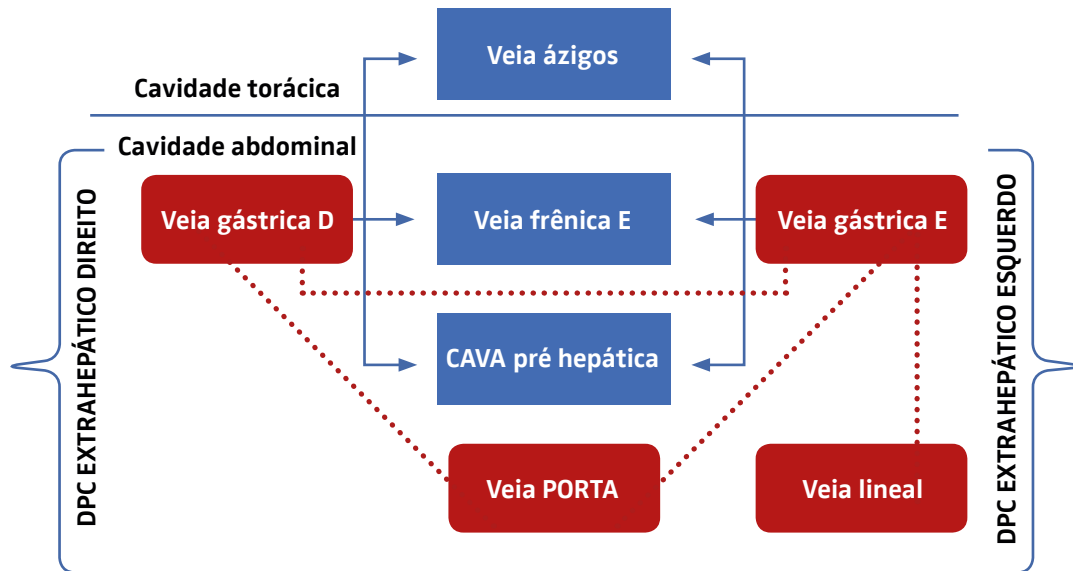 Veia ázigos
Cavidade torácica
Cavidade abdominal
DPC EXTRAHEPÁTICO DIREITO
Veia gástrica D
Veia frênica E
Veia gástrica E
DPC EXTRAHEPÁTICO ESQUERDO
CAVA pré hepática
Veia PORTA
Veia lineal